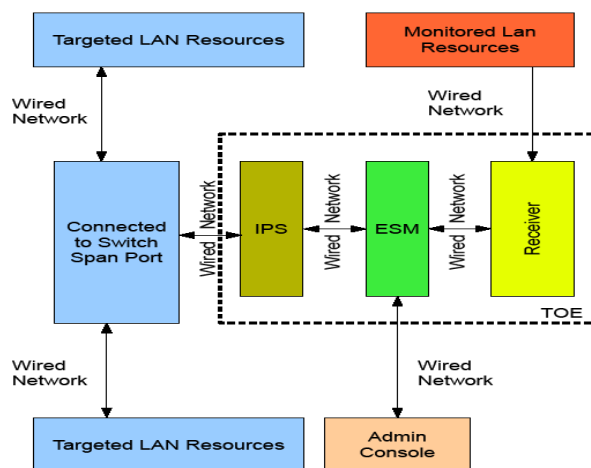 Targeted LAN Resources
Monitored Lan
Resources
Wired
Network
Wired
Network
Connected
to Switch
Span Port
Wired Network
IPS
Wired Network
ESM
Wired Network
Receiver
TOE
Wired
Network
Wired
Network
Targeted LAN Resources
Admin
Console